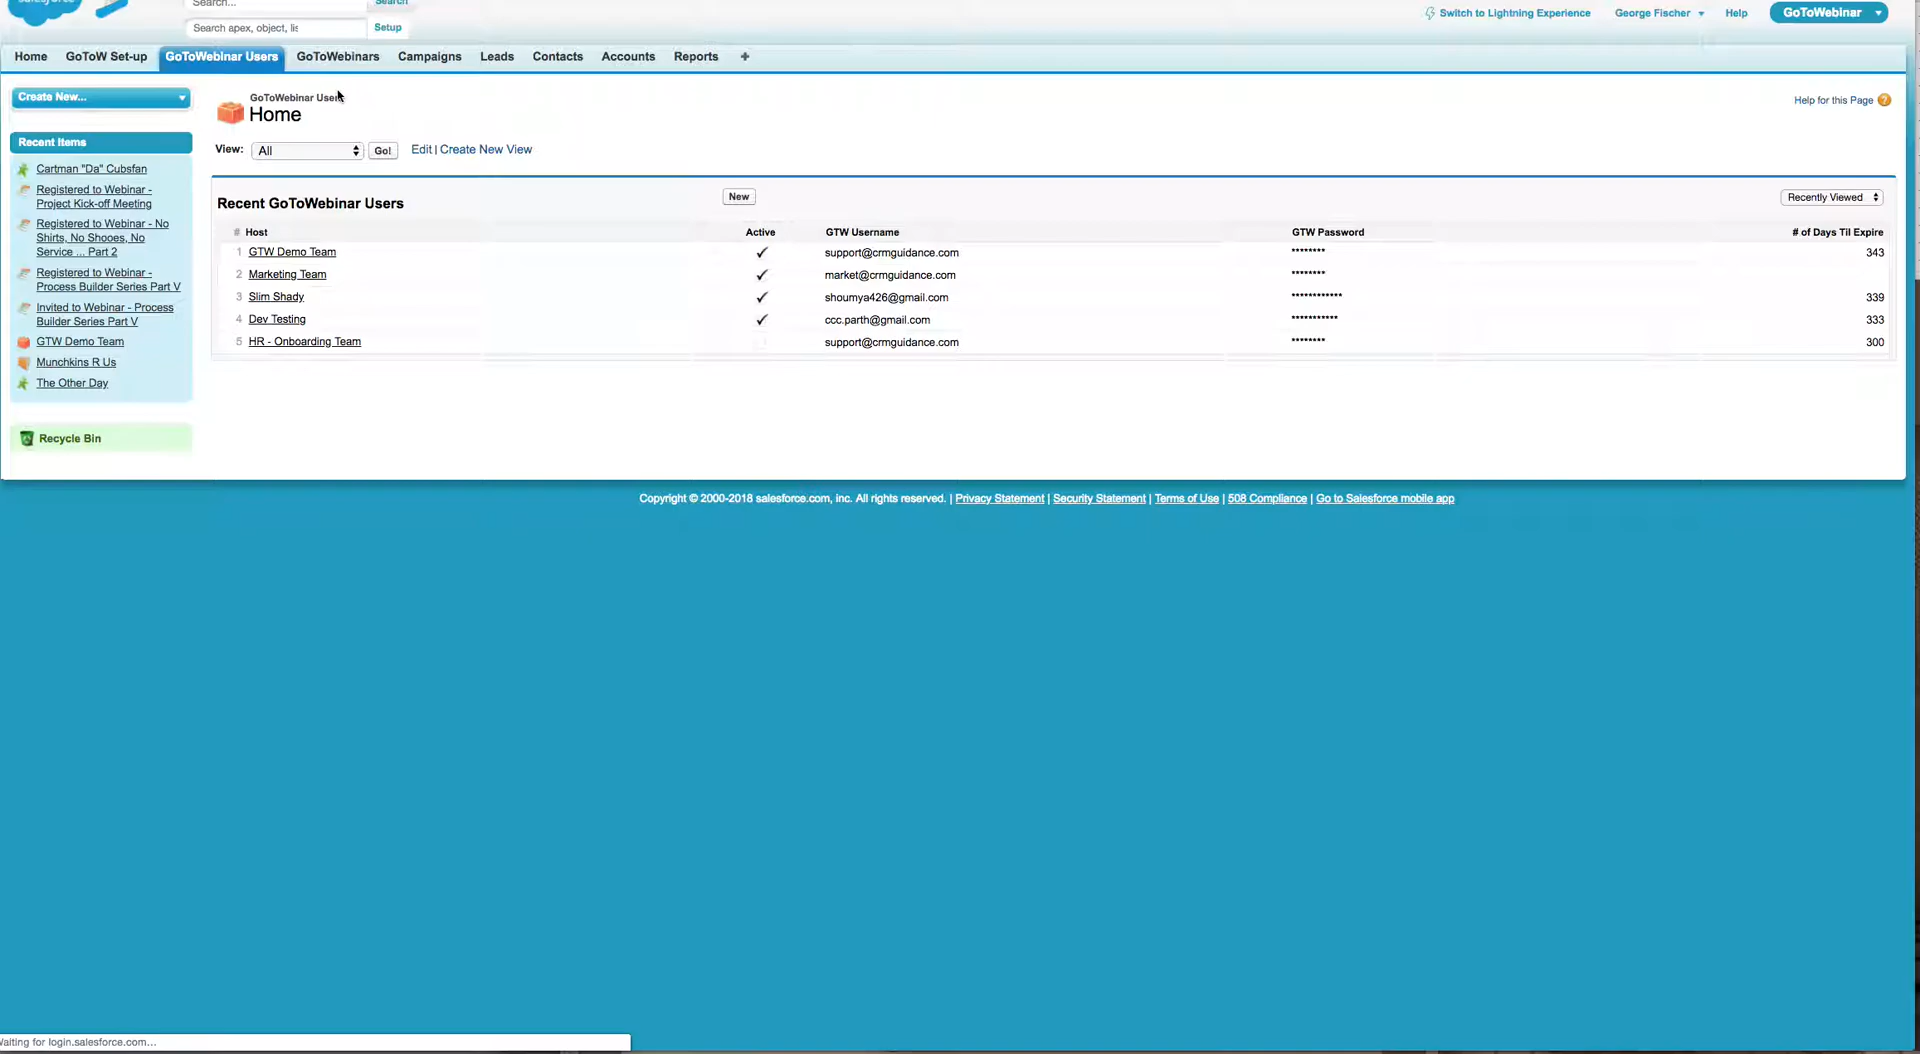 salesforce
Search...
Search
Search apex, object, lis
Setup
Switch to Lightning Experience
George Fischer
Help
GoToWebinar
Home
GoToW Set-up
GoToWebinar Users
GoToWebinars
Campaigns
Leads
Contacts
Accounts
Reports
+
Create New...
Recent Items
Cartman "Da" Cubsfan
Registered to Webinar -
Project Kick-off Meeting
Registered to Webinar - No
Shirts, No Shooes, No
Service ... Part 2
Registered to Webinar -
Process Builder Series Part V
Invited to Webinar - Process
Builder Series Part V
GTW Demo Team
Munchkins R Us
The Other Day
Recycle Bin
GoToWebinar Users
Home
Help for this Page ?
View: All Go! Edit | Create New View
Recent GoToWebinar Users New Recently Viewed
# Host Active GTW Username GTW Password # of Days Til Expire
1 GTW Demo Team ✓ support@crmguidance.com ******** 343
2 Marketing Team ✓ market@crmguidance.com ********
3 Slim Shady ✓ shoumya426@gmail.com ************ 339
4 Dev Testing ✓ ccc.parth@gmail.com *********** 333
5 HR - Onboarding Team support@crmguidance.com ******** 300
Copyright © 2000-2018 salesforce.com, inc. All rights reserved. | Privacy Statement | Security Statement | Terms of Use | 508 Compliance | Go to Salesforce mobile app
Waiting for login.salesforce.com...